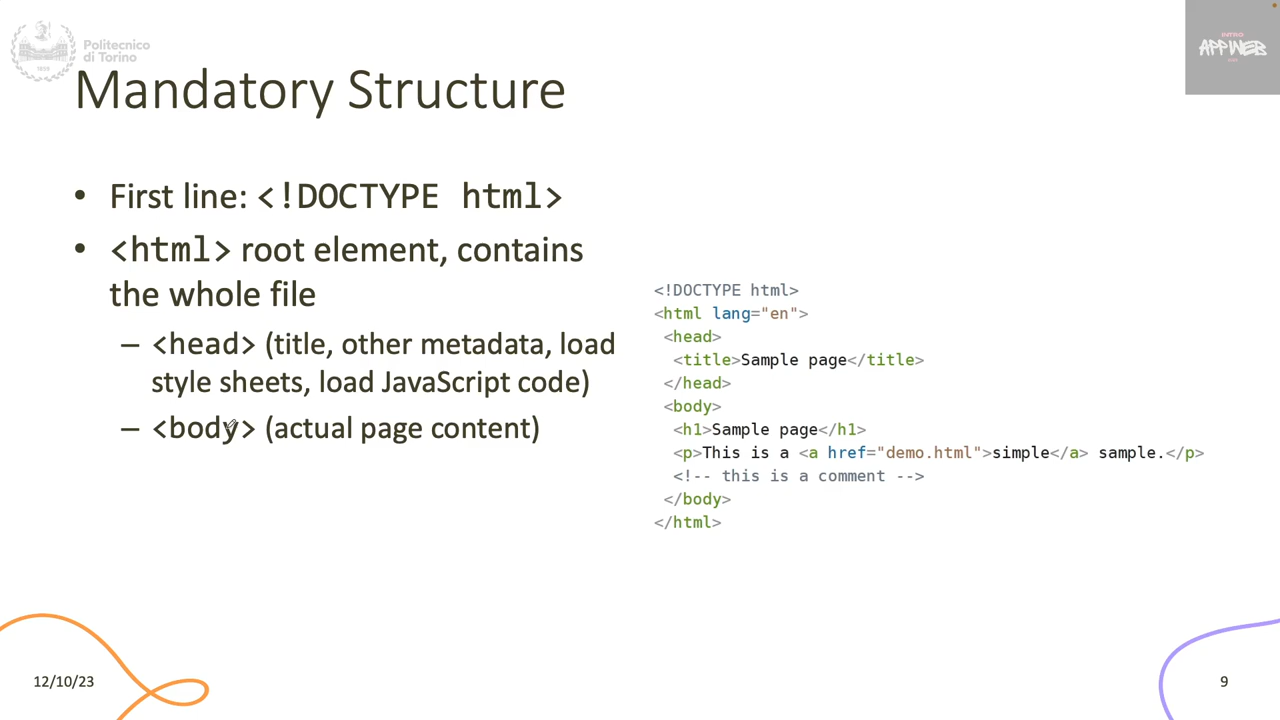 Politecnico
di Torino
INTRO
APPWEB
Mandatory Structure
• First line: <!DOCTYPE html>
• <html> root element, contains
the whole file
– <head> (title, other metadata, load
style sheets, load JavaScript code)
– <body> (actual page content)
<!DOCTYPE html>
<html lang="en">
<head>
<title>Sample page</title>
</head>
<body>
<h1>Sample page</h1>
<p>This is a <a href="demo.html">simple</a> sample.</p>
<!-- this is a comment -->
</body>
</html>
12/10/23
9